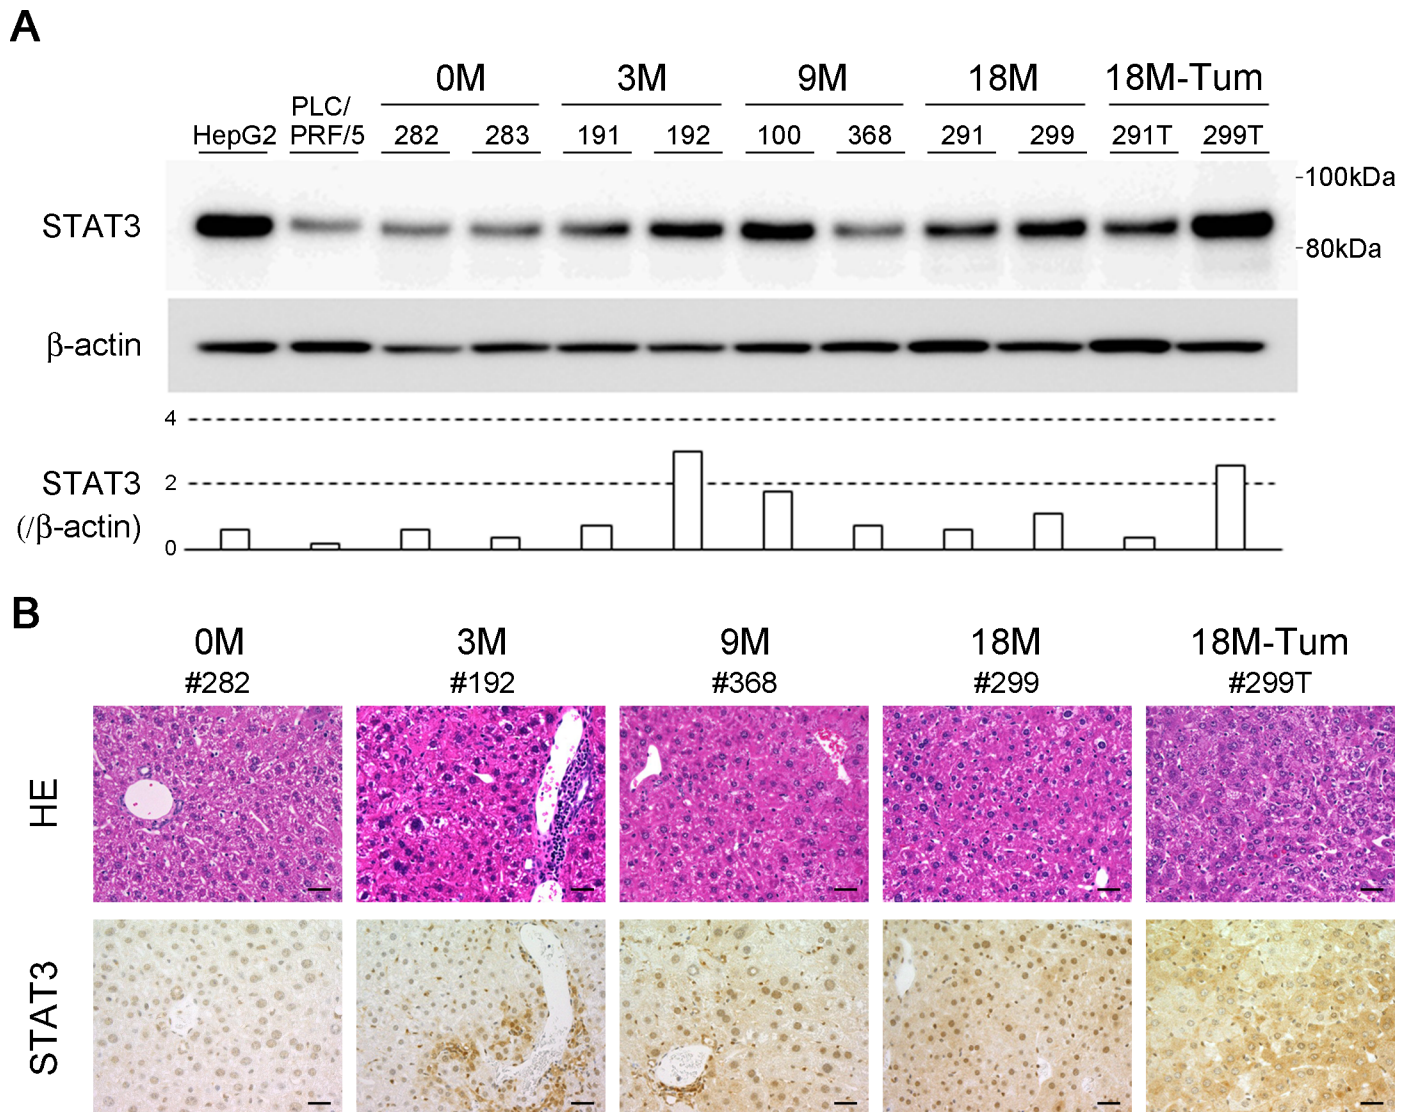 A
0M 3M 9M 18M 18M-Tum
HepG2 PLC/PRF/5 282 283 191 192 100 368 291 299 291T 299T
STAT3
-100kDa
-80kDa
β-actin
4
STAT3 2
(/β-actin)
0
B
0M 3M 9M 18M 18M-Tum
#282 #192 #368 #299 #299T
HE
STAT3